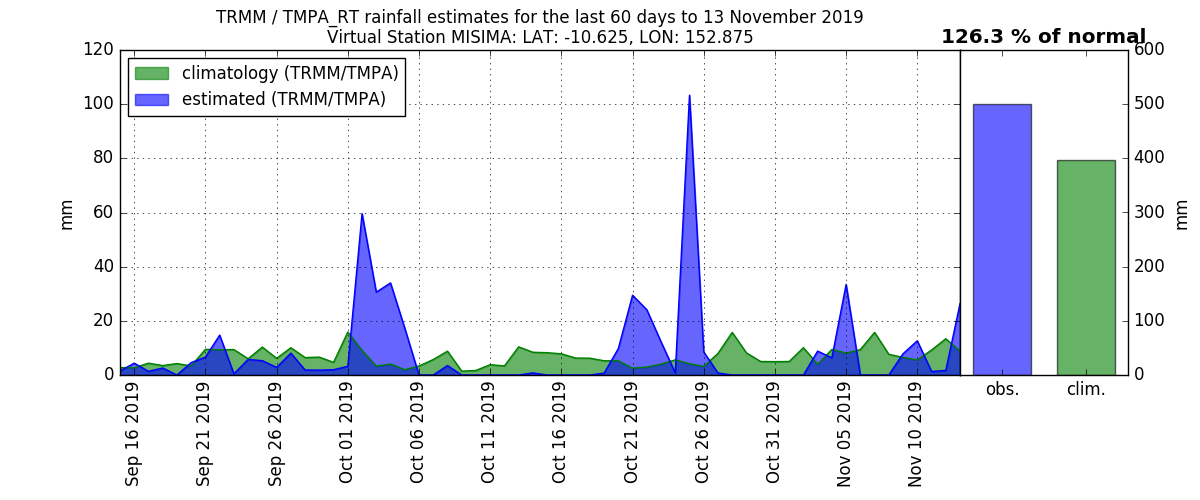 TRMM / TMPA_RT rainfall estimates for the last 60 days to 13 November 2019
Virtual Station MISIMA: LAT: -10.625, LON: 152.875
126.3 % of normal
climatology (TRMM/TMPA)
estimated (TRMM/TMPA)
120
100
80
60
40
20
0
mm
600
500
400
300
200
100
0
mm
Sep 16 2019
Sep 21 2019
Sep 26 2019
Oct 01 2019
Oct 06 2019
Oct 11 2019
Oct 16 2019
Oct 21 2019
Oct 26 2019
Oct 31 2019
Nov 05 2019
Nov 10 2019
obs.
clim.